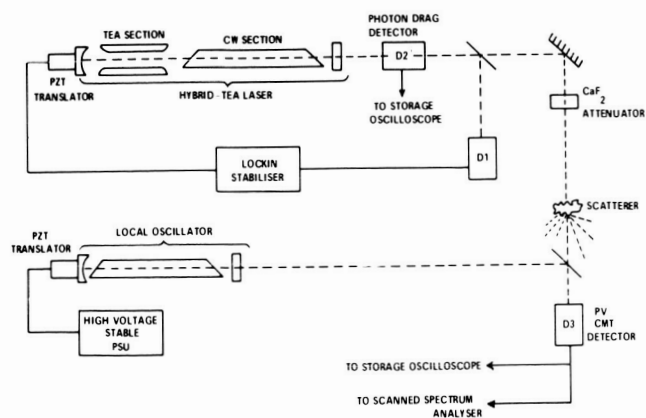 TEA SECTION
CW SECTION
PHOTON DRAG
DETECTOR
D2
PZT
TRANSLATOR
HYBRID-TEA LASER
TO STORAGE
OSCILLOSCOPE
CaF
2
ATTENUATOR
D1
LOCKIN
STABILISER
SCATTERER
PZT
TRANSLATOR
LOCAL OSCILLATOR
HIGH VOLTAGE
STABLE
PSU
D3
PV
CMT
DETECTOR
TO STORAGE OSCILLOSCOPE
TO SCANNED SPECTRUM
ANALYSER